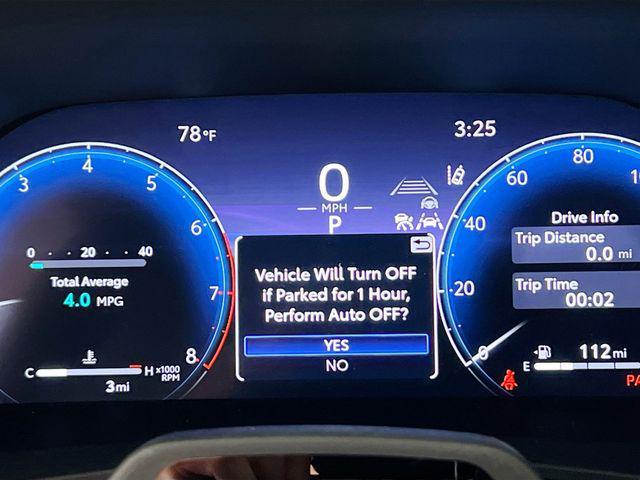 78°F
3:25
0
MPH
P
3 4 5 6 7 8
x1000
RPM
0 20 40
Total Average
4.0 MPG
C H
3mi
Vehicle Will Turn OFF
if Parked for 1 Hour,
Perform Auto OFF?
YES
NO
0 20 40 60 80
Drive Info
Trip Distance
0.0 mi
Trip Time
00:02
E
112mi